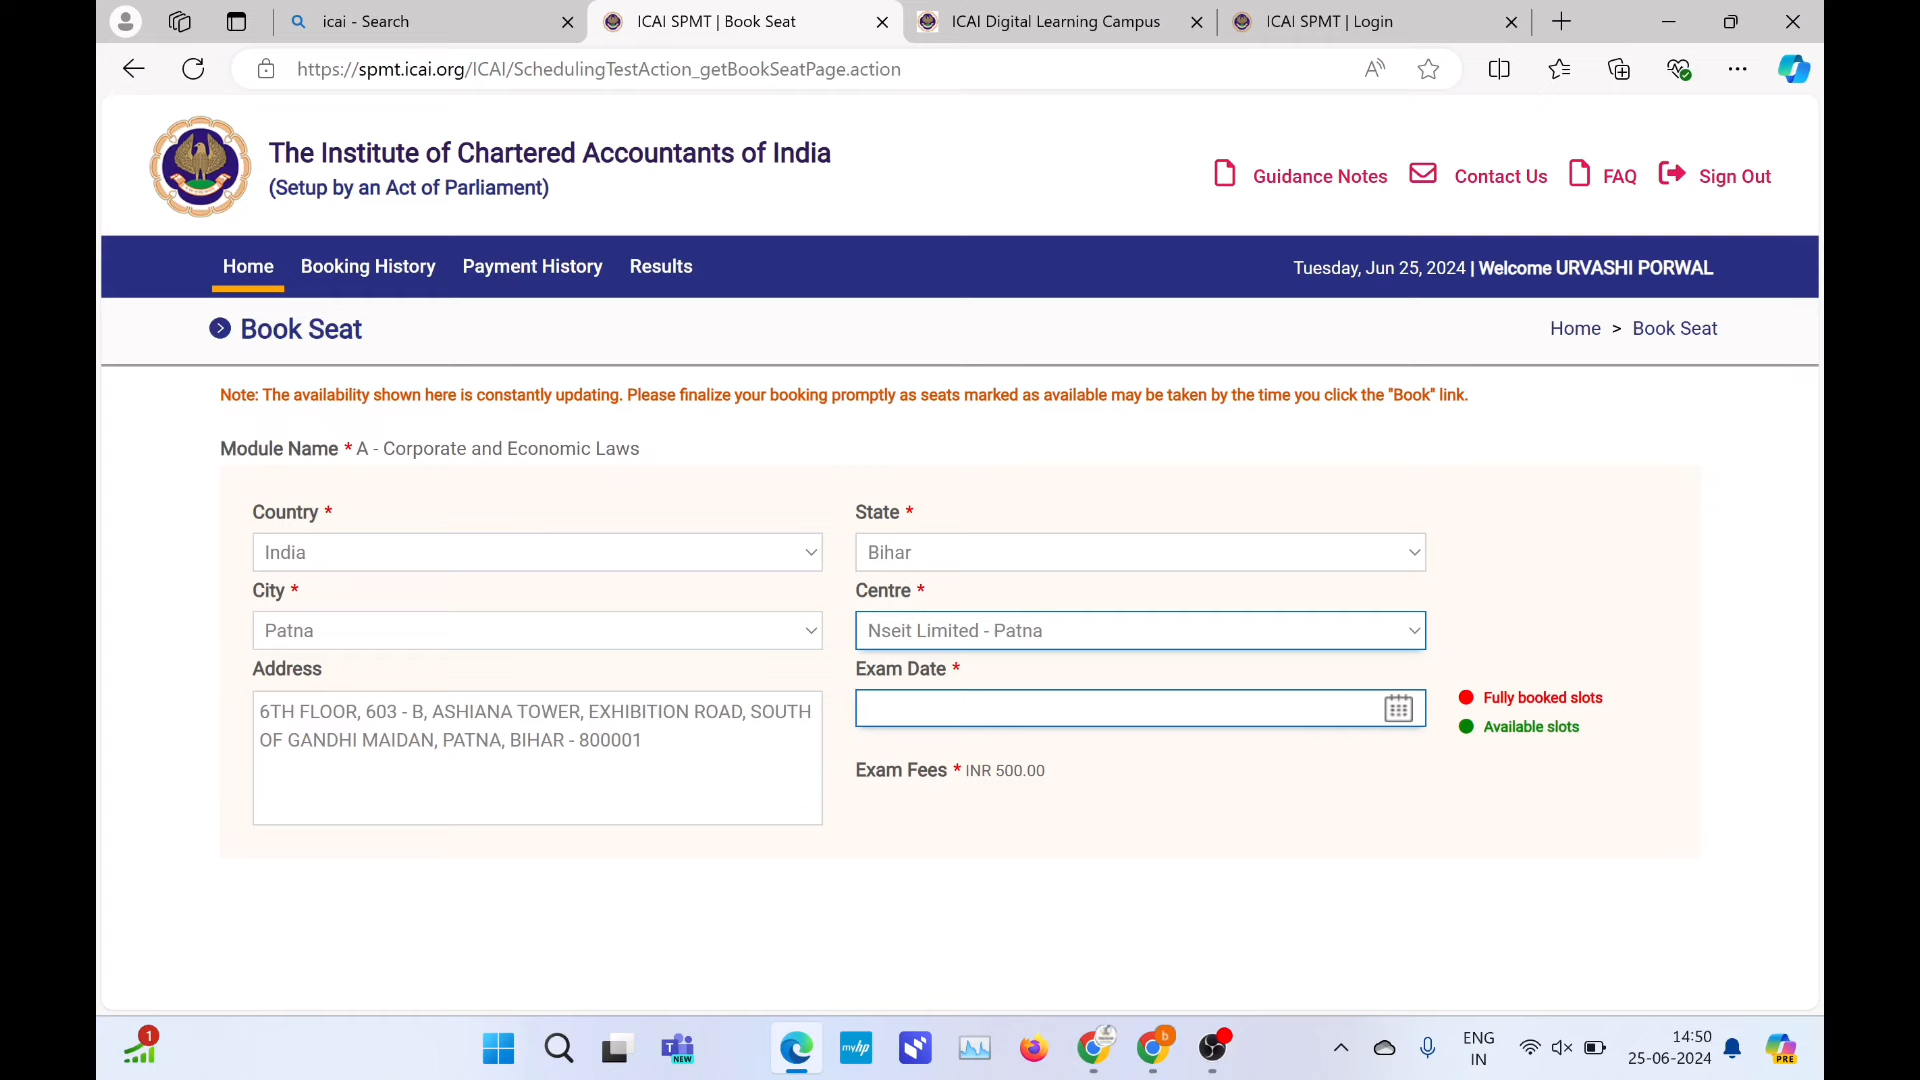 icai - Search
ICAI SPMT | Book Seat
ICAI Digital Learning Campus
ICAI SPMT | Login
https://spmt.icai.org/ICAI/SchedulingTestAction_getBookSeatPage.action
The Institute of Chartered Accountants of India
(Setup by an Act of Parliament)
Guidance Notes Contact Us FAQ Sign Out
Home Booking History Payment History Results
Tuesday, Jun 25, 2024 | Welcome URVASHI PORWAL
Book Seat
Home > Book Seat
Note: The availability shown here is constantly updating. Please finalize your booking promptly as seats marked as available may be taken by the time you click the "Book" link.
Module Name * A - Corporate and Economic Laws
Country *
India
State *
Bihar
City *
Patna
Centre *
Nseit Limited - Patna
Address
6TH FLOOR, 603 - B, ASHIANA TOWER, EXHIBITION ROAD, SOUTH
OF GANDHI MAIDAN, PATNA, BIHAR - 800001
Exam Date *
Fully booked slots
Available slots
Exam Fees * INR 500.00
1
NEW
myhp
b
ENG
IN
14:50
25-06-2024
PRE